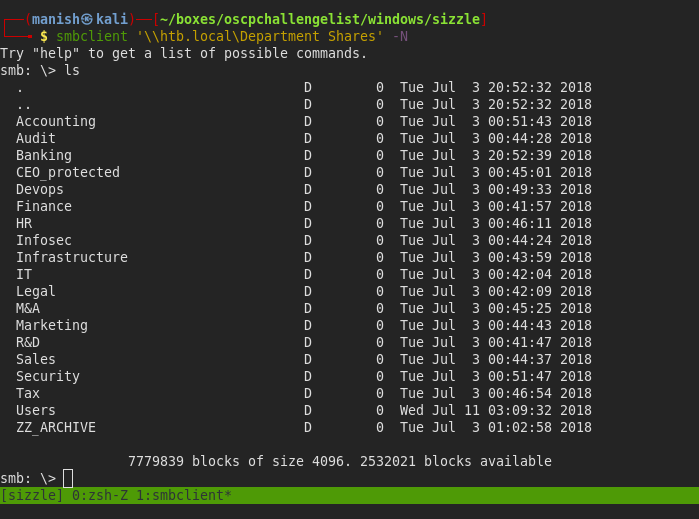 ┌──(manish㉿kali)-[~/boxes/oscpchallengelist/windows/sizzle]
└─╼ $ smbclient '\\htb.local\Department Shares' -N
Try "help" to get a list of possible commands.
smb: \> ls
  .                                   D        0  Tue Jul  3 20:52:32 2018
  ..                                  D        0  Tue Jul  3 20:52:32 2018
  Accounting                          D        0  Tue Jul  3 00:51:43 2018
  Audit                               D        0  Tue Jul  3 00:44:28 2018
  Banking                             D        0  Tue Jul  3 20:52:39 2018
  CEO_protected                       D        0  Tue Jul  3 00:45:01 2018
  Devops                              D        0  Tue Jul  3 00:49:33 2018
  Finance                             D        0  Tue Jul  3 00:41:57 2018
  HR                                  D        0  Tue Jul  3 00:46:11 2018
  Infosec                             D        0  Tue Jul  3 00:44:24 2018
  Infrastructure                      D        0  Tue Jul  3 00:43:59 2018
  IT                                  D        0  Tue Jul  3 00:42:04 2018
  Legal                               D        0  Tue Jul  3 00:42:09 2018
  M&A                                 D        0  Tue Jul  3 00:45:25 2018
  Marketing                           D        0  Tue Jul  3 00:44:43 2018
  R&D                                 D        0  Tue Jul  3 00:41:47 2018
  Sales                               D        0  Tue Jul  3 00:44:37 2018
  Security                            D        0  Tue Jul  3 00:51:47 2018
  Tax                                 D        0  Tue Jul  3 00:46:54 2018
  Users                               D        0  Wed Jul 11 03:09:32 2018
  ZZ_ARCHIVE                          D        0  Tue Jul  3 01:02:58 2018
                7779839 blocks of size 4096. 2532021 blocks available
smb: \>
[sizzle] 0:zsh-Z 1:smbclient*